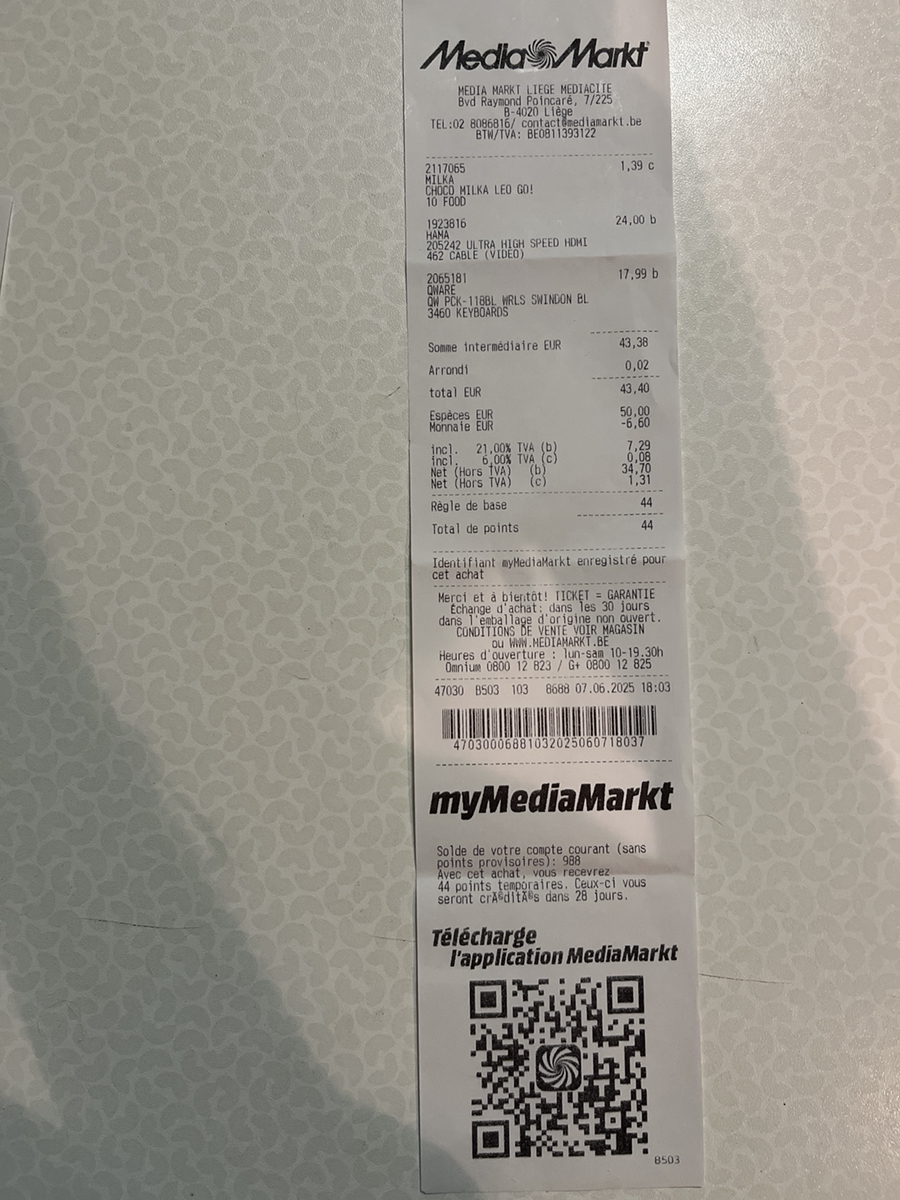 Media Markt
MEDIA MARKT LIEGE MEDIACITE
Bvd Raymond Poincaré, 7/225
B-4020 Liège
TEL:02 8086816/ contact@mediamarkt.be
BTW/TVA: BE0811393122
2117065 1,39 c
MILKA
CHOCO MILKA LEO GO!
10 FOOD
1923816 24,00 b
HAMA
205242 ULTRA HIGH SPEED HDMI
462 CABLE (VIDEO)
2065181 17,99 b
QWARE
QW PCK-118BL WRLS SWINDON BL
3460 KEYBOARDS
Somme intermédiaire EUR 43,38
Arrondi 0,02
total EUR 43,40
Espèces EUR 50,00
Monnaie EUR -6,60
incl. 21,00% TVA (b) 7,29
incl. 6,00% TVA (c) 0,08
Net (Hors TVA) (b) 34,70
Net (Hors TVA) (c) 1,31
Règle de base 44
Total de points 44
Identifiant myMediaMarkt enregistré pour
cet achat
Merci et à bientôt! TICKET = GARANTIE
Échange d'achat: dans les 30 jours
dans l'emballage d'origine non ouvert.
CONDITIONS DE VENTE VOIR MAGASIN
ou WWW.MEDIAMARKT.BE
Heures d'ouverture : lun-sam 10-19.30h
Omnium 0800 12 823 / G+ 0800 12 825
47030 B503 103 8688 07.06.2025 18:03
4703000688103202506071​8037
myMediaMarkt
Solde de votre compte courant (sans
points provisoires): 988
Avec cet achat, vous recevrez
44 points temporaires. Ceux-ci vous
seront crÃ©ditÃ©s dans 28 jours.
Télécharge
l'application MediaMarkt
B503